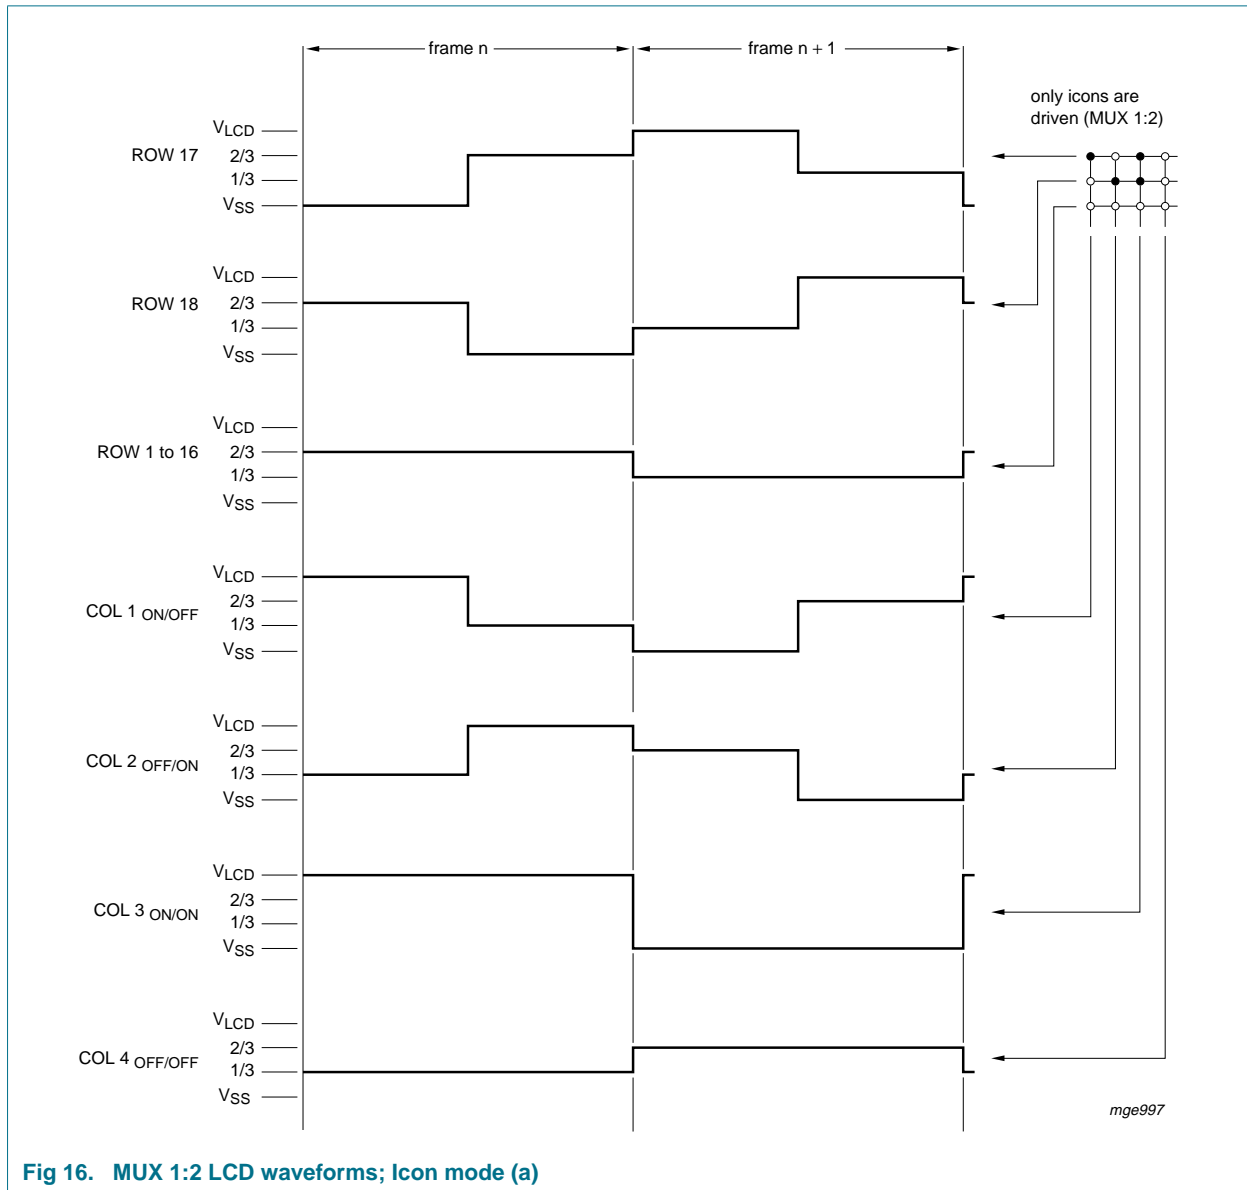 frame n
frame n + 1
only icons are
driven (MUX 1:2)
VLCD
ROW 17
2/3
1/3
VSS
VLCD
ROW 18
2/3
1/3
VSS
VLCD
ROW 1 to 16
2/3
1/3
VSS
VLCD
COL 1 ON/OFF
2/3
1/3
VSS
VLCD
COL 2 OFF/ON
2/3
1/3
VSS
VLCD
COL 3 ON/ON
2/3
1/3
VSS
VLCD
COL 4 OFF/OFF
2/3
1/3
VSS
mge997
Fig 16. MUX 1:2 LCD waveforms; Icon mode (a)